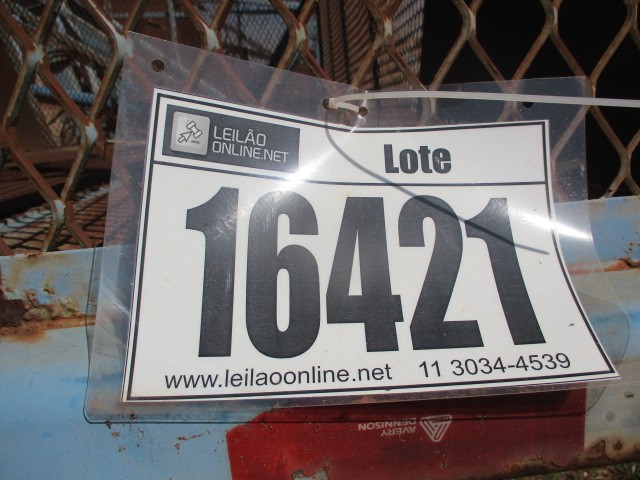 LEILÃO
ONLINE.NET
Lote
16421
www.leilaoonline.net 11 3034-4539
AVERY
DENNISON